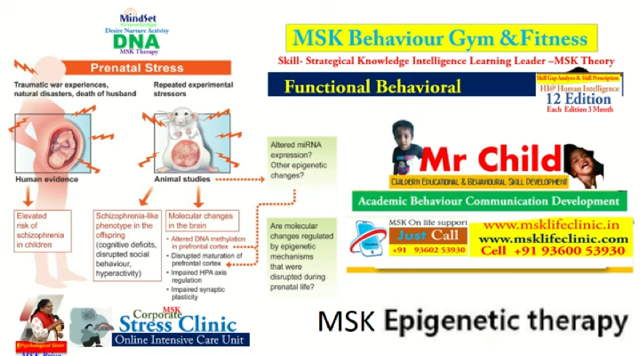 MindSet
Desire Nurture Activity
DNA
MSK Therapy
Prenatal Stress
Traumatic war experiences,
natural disasters, death of husband
Repeated experimental
stressors
Human evidence
Animal studies
Altered miRNA
expression?
Other epigenetic
changes?
Elevated
risk of
schizophrenia
in children
Schizophrenia-like
phenotype in the
offspring
(cognitive deficits,
disrupted social
behaviour,
hyperactivity)
Molecular changes
in the brain
• Altered DNA methylation
in prefrontal cortex
• Disrupted maturation of
prefrontal cortex
• Impaired HPA axis
regulation
• Impaired synaptic
plasticity
Are molecular
changes regulated
by epigenetic
mechanisms
that were
disrupted during
prenatal life?
MSK
Corporate
Stress Clinic
Online Intensive Care Unit
MSK Behaviour Gym &Fitness
Skill- Strategical Knowledge Intelligence Learning Leader –MSK Theory
Functional Behavioral
Skill Gap Analysis & Skill Prescription
HI@ Human Intelligence
12 Edition
Each Edition 3 Month
Mr Child
CHILDERN EDUCATIONAL & BEHAVIOURAL SKILL DEVELOPMENT
Academic Behaviour Communication Development
MSK On life support
Just Call
+91 93602 53930
www.msklifeclinic.in
www.msklifeclinic.com
Cell +91 93600 53930
MSK Epigenetic therapy